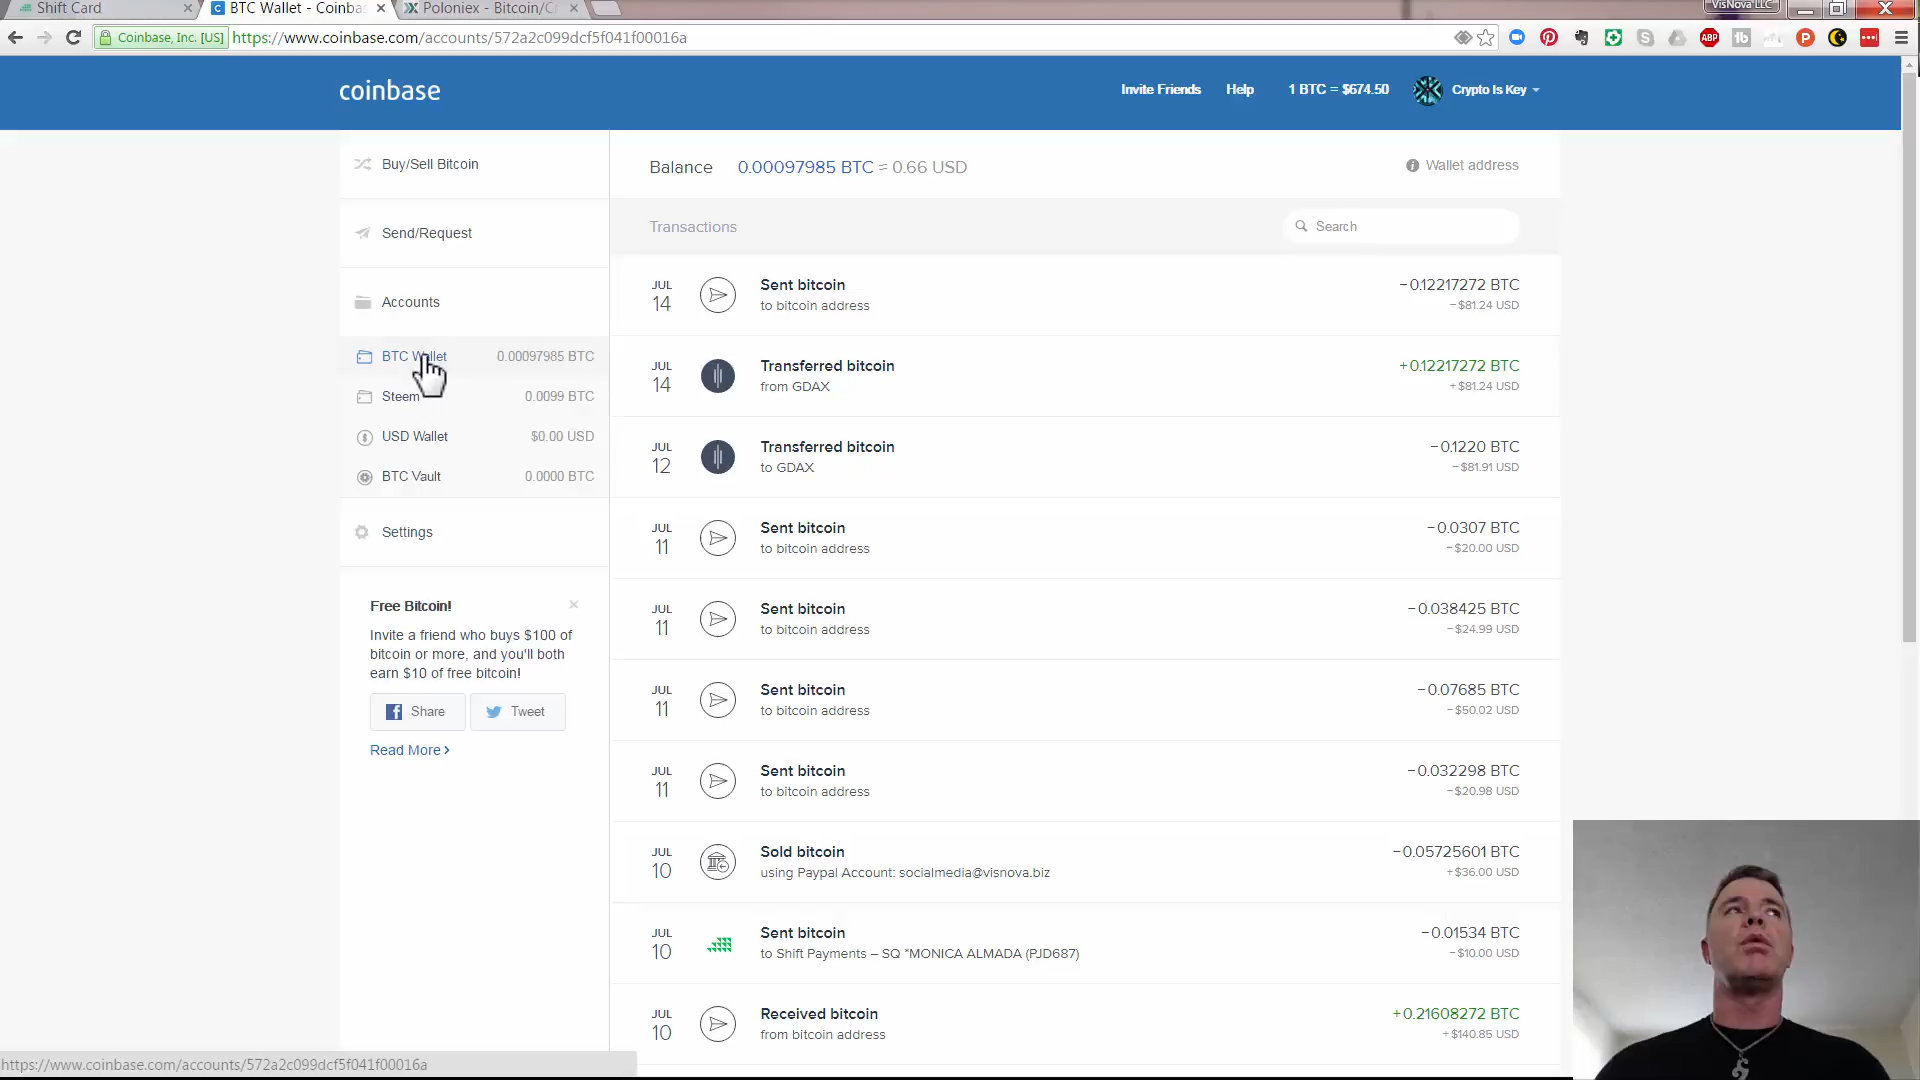 Shift Card
BTC Wallet - Coinba
Poloniex - Bitcoin/C
VisNova LLC
Coinbase, Inc. [US]
https://www.coinbase.com/accounts/572a2c099dcf5f041f00016a
coinbase
Invite Friends
Help
1 BTC = $674.50
Crypto Is Key
Buy/Sell Bitcoin
Send/Request
Accounts
BTC Wallet 0.00097985 BTC
Steem 0.0099 BTC
USD Wallet $0.00 USD
BTC Vault 0.0000 BTC
Settings
Free Bitcoin!
Invite a friend who buys $100 of
bitcoin or more, and you'll both
earn $10 of free bitcoin!
Share
Tweet
Read More
Balance 0.00097985 BTC = 0.66 USD
Wallet address
Transactions
Search
JUL 14
Sent bitcoin
to bitcoin address
-0.12217272 BTC
-$81.24 USD
JUL 14
Transferred bitcoin
from GDAX
+0.12217272 BTC
+$81.24 USD
JUL 12
Transferred bitcoin
to GDAX
-0.1220 BTC
-$81.91 USD
JUL 11
Sent bitcoin
to bitcoin address
-0.0307 BTC
-$20.00 USD
JUL 11
Sent bitcoin
to bitcoin address
-0.038425 BTC
-$24.99 USD
JUL 11
Sent bitcoin
to bitcoin address
-0.07685 BTC
-$50.02 USD
JUL 11
Sent bitcoin
to bitcoin address
-0.032298 BTC
-$20.98 USD
JUL 10
Sold bitcoin
using Paypal Account: socialmedia@visnova.biz
-0.05725601 BTC
+$36.00 USD
JUL 10
Sent bitcoin
to Shift Payments – SQ *MONICA ALMADA (PJD687)
-0.01534 BTC
-$10.00 USD
JUL 10
Received bitcoin
from bitcoin address
+0.21608272 BTC
+$140.85 USD
https://www.coinbase.com/accounts/572a2c099dcf5f041f00016a
ABP